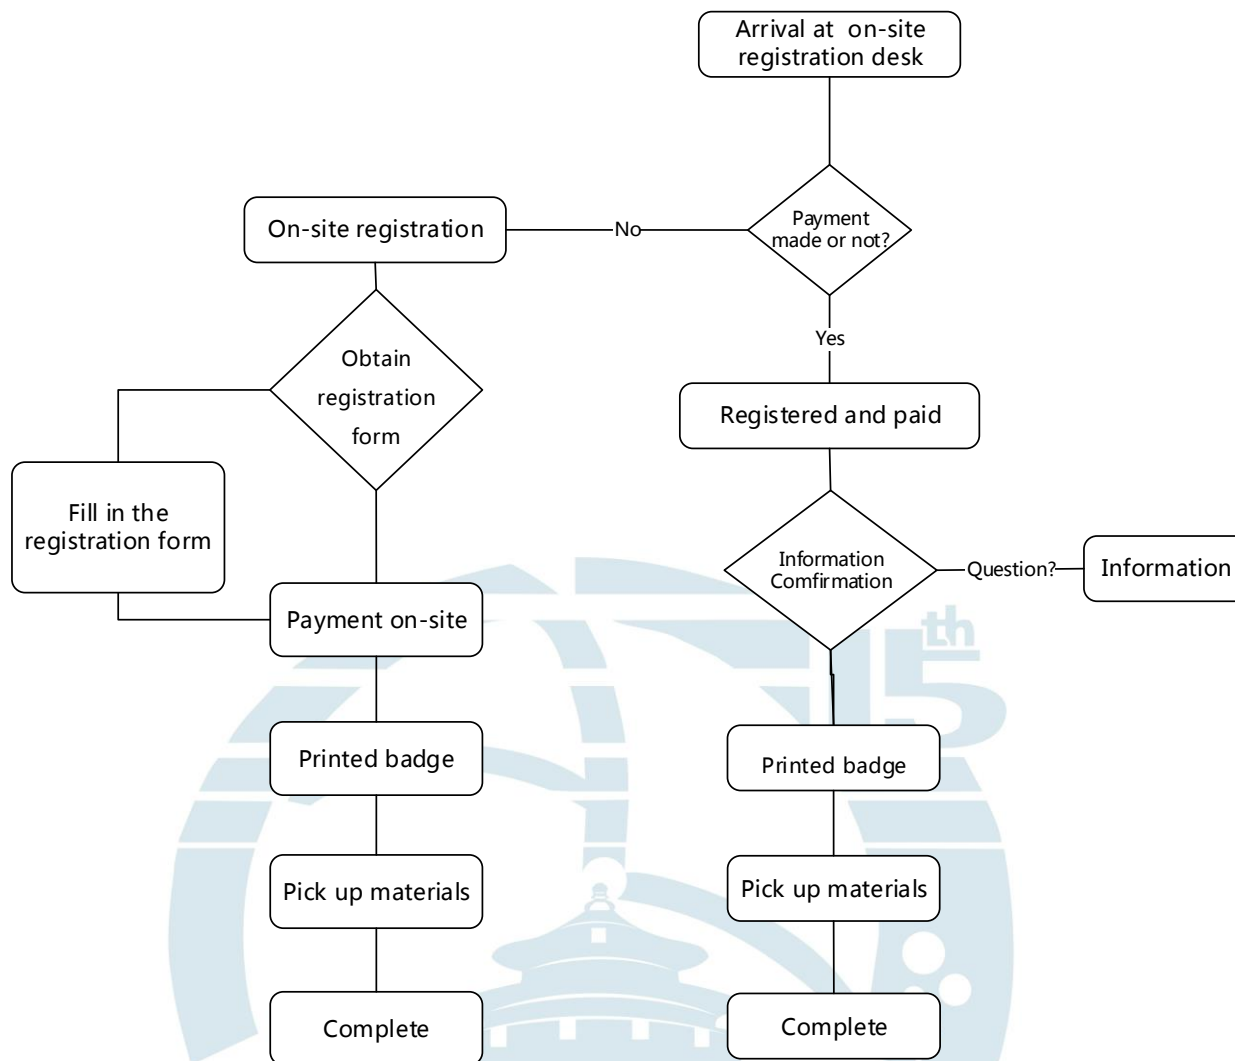 Arrival at on-site
registration desk
Payment
made or not?
No
On-site registration
Yes
Obtain
registration
form
Registered and paid
Fill in the
registration form
Information
Comfirmation
Question?
Information
Payment on-site
15th
Printed badge
Printed badge
Pick up materials
Pick up materials
Complete
Complete